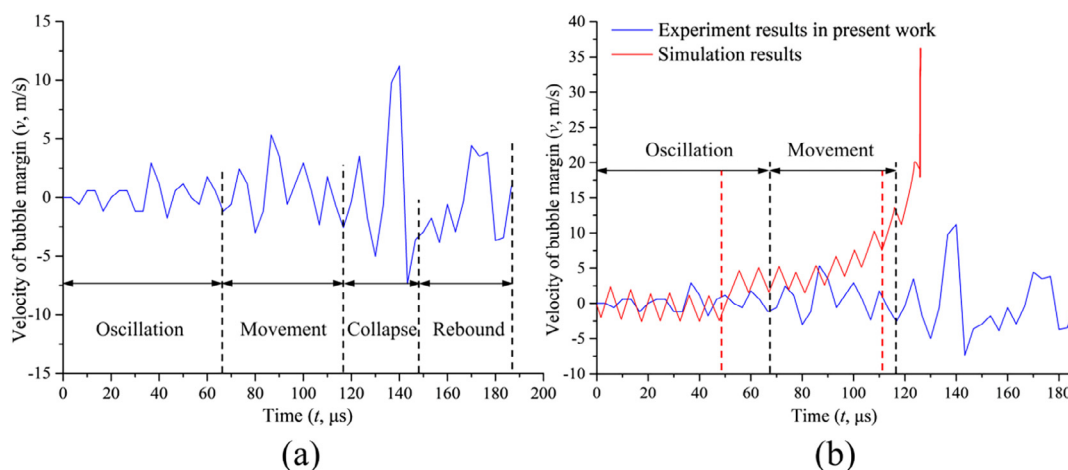 15
10
5
0
-5
-10
-15
Velocity of bubble margin (v, m/s)
Oscillation
Movement
Collapse
Rebound
0 20 40 60 80 100 120 140 160 180 200
Time (t, μs)
(a)
40
35
30
25
20
15
10
5
0
-5
-10
Velocity of bubble margin (v, m/s)
Experiment results in present work
Simulation results
Oscillation
Movement
0 20 40 60 80 100 120 140 160 180
Time (t, μs)
(b)